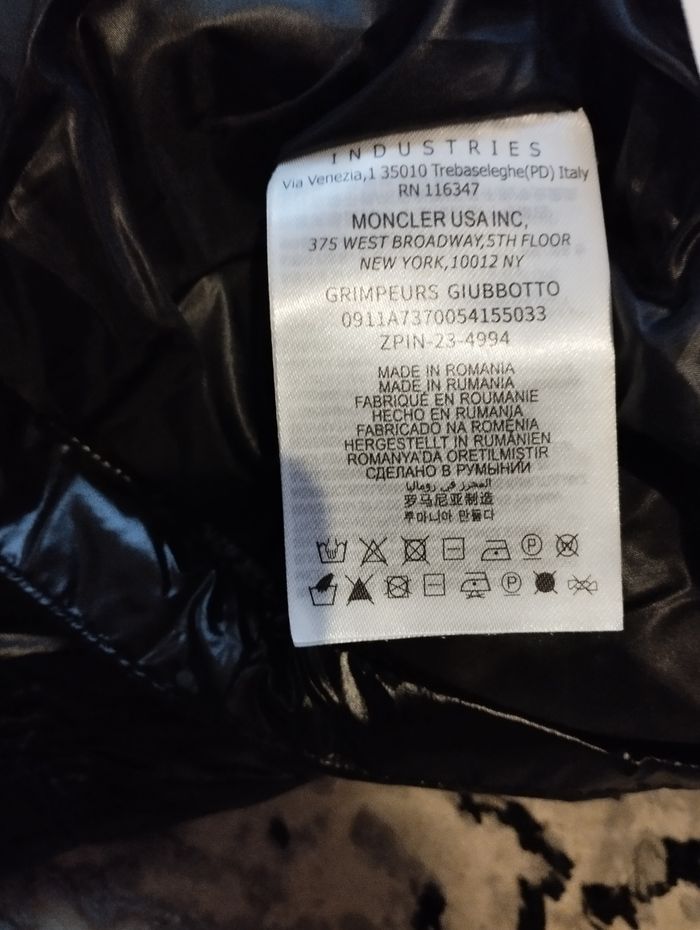 INDUSTRIES
Via Venezia,1 35010 Trebaseleghe(PD) Italy
RN 116347
MONCLER USA INC,
375 WEST BROADWAY,5TH FLOOR
NEW YORK,10012 NY
GRIMPEURS GIUBBOTTO
0911A7370054155033
ZPIN-23-4994
MADE IN ROMANIA
MADE IN RUMANIA
FABRIQUÉ EN ROUMANIE
HECHO EN RUMANIA
FABRICADO NA ROMÉNIA
HERGESTELLT IN RUMÄNIEN
ROMANYA'DA ORETILMISTIR
СДЕЛАНО В РУМЫНИИ
في رومانيا
罗马尼亚制造
루마니아 만들다
P
P